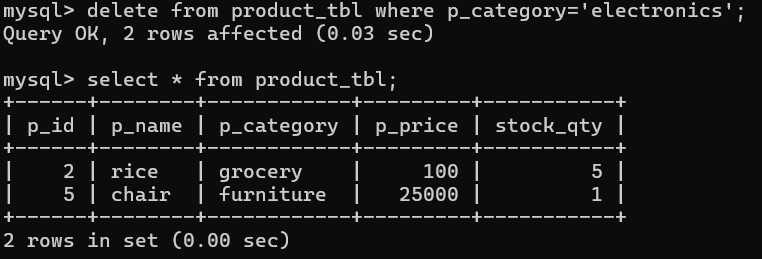 mysql> delete from product_tbl where p_category='electronics';
Query OK, 2 rows affected (0.03 sec)
mysql> select * from product_tbl;
+------+--------+------------+---------+-----------+
| p_id | p_name | p_category | p_price | stock_qty |
+------+--------+------------+---------+-----------+
|    2 | rice   | grocery    |     100 |         5 |
|    5 | chair  | furniture  |   25000 |         1 |
+------+--------+------------+---------+-----------+
2 rows in set (0.00 sec)